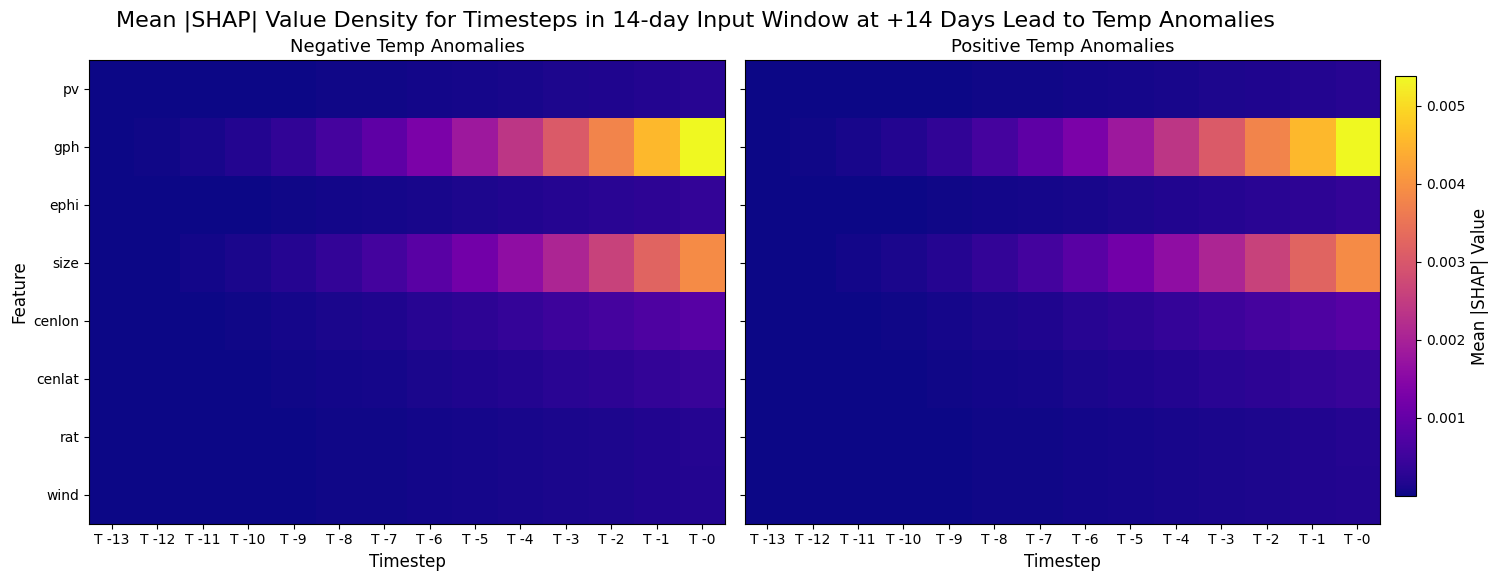 Mean |SHAP| Value Density for Timesteps in 14-day Input Window at +14 Days Lead to Temp Anomalies
Negative Temp Anomalies
Positive Temp Anomalies
Feature
pv
gph
ephi
size
cenlon
cenlat
rat
wind
T -13 T -12 T -11 T -10 T -9 T -8 T -7 T -6 T -5 T -4 T -3 T -2 T -1 T -0
Timestep
T -13 T -12 T -11 T -10 T -9 T -8 T -7 T -6 T -5 T -4 T -3 T -2 T -1 T -0
Timestep
0.005
0.004
0.003
0.002
0.001
Mean |SHAP| Value